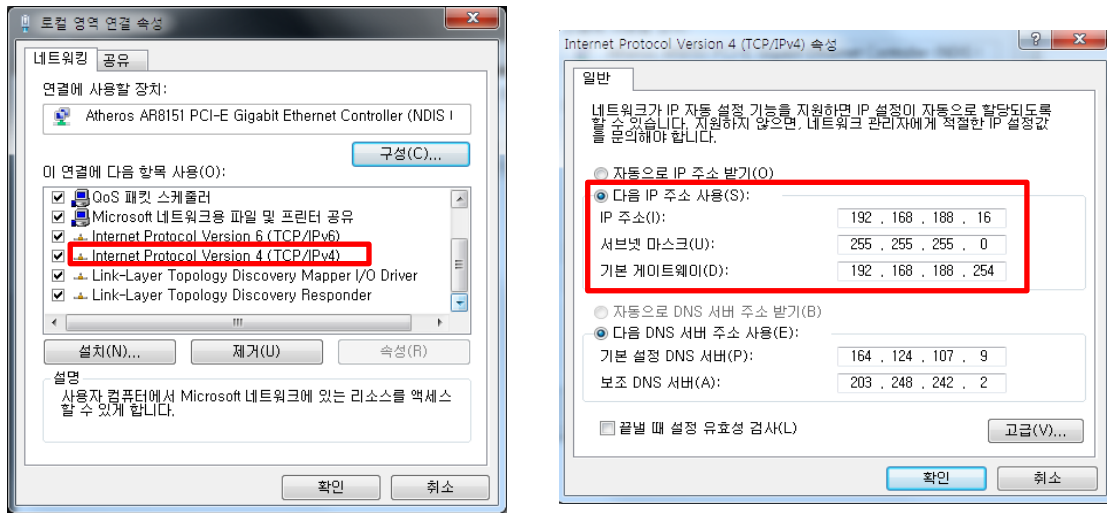 로컬 영역 연결 속성
네트워킹
공유
연결에 사용할 장치:
Atheros AR8151 PCI-E Gigabit Ethernet Controller (NDIS
구성(C)...
이 연결에 다음 항목 사용(O):
QoS 패킷 스케줄러
Microsoft 네트워크용 파일 및 프린터 공유
Internet Protocol Version 6 (TCP/IPv6)
Internet Protocol Version 4 (TCP/IPv4)
Link-Layer Topology Discovery Mapper I/O Driver
Link-Layer Topology Discovery Responder
설치(N)...
제거(U)
속성(R)
설명
사용자 컴퓨터에서 Microsoft 네트워크에 있는 리소스를 액세스
할 수 있게 합니다.
확인
취소
Internet Protocol Version 4 (TCP/IPv4) 속성
일반
네트워크가 IP 자동 설정 기능을 지원하면 IP 설정이 자동으로 할당되도록
할 수 있습니다. 지원하지 않으면, 네트워크 관리자에게 적절한 IP 설정값
을 문의해야 합니다.
자동으로 IP 주소 받기(O)
다음 IP 주소 사용(S):
IP 주소(I): 192 . 168 . 188 . 16
서브넷 마스크(U): 255 . 255 . 255 . 0
기본 게이트웨이(D): 192 . 168 . 188 . 254
자동으로 DNS 서버 주소 받기(B)
다음 DNS 서버 주소 사용(E):
기본 설정 DNS 서버(P): 164 . 124 . 107 . 9
보조 DNS 서버(A): 203 . 248 . 242 . 2
끝낼 때 설정 유효성 검사(L)
고급(V)...
확인
취소